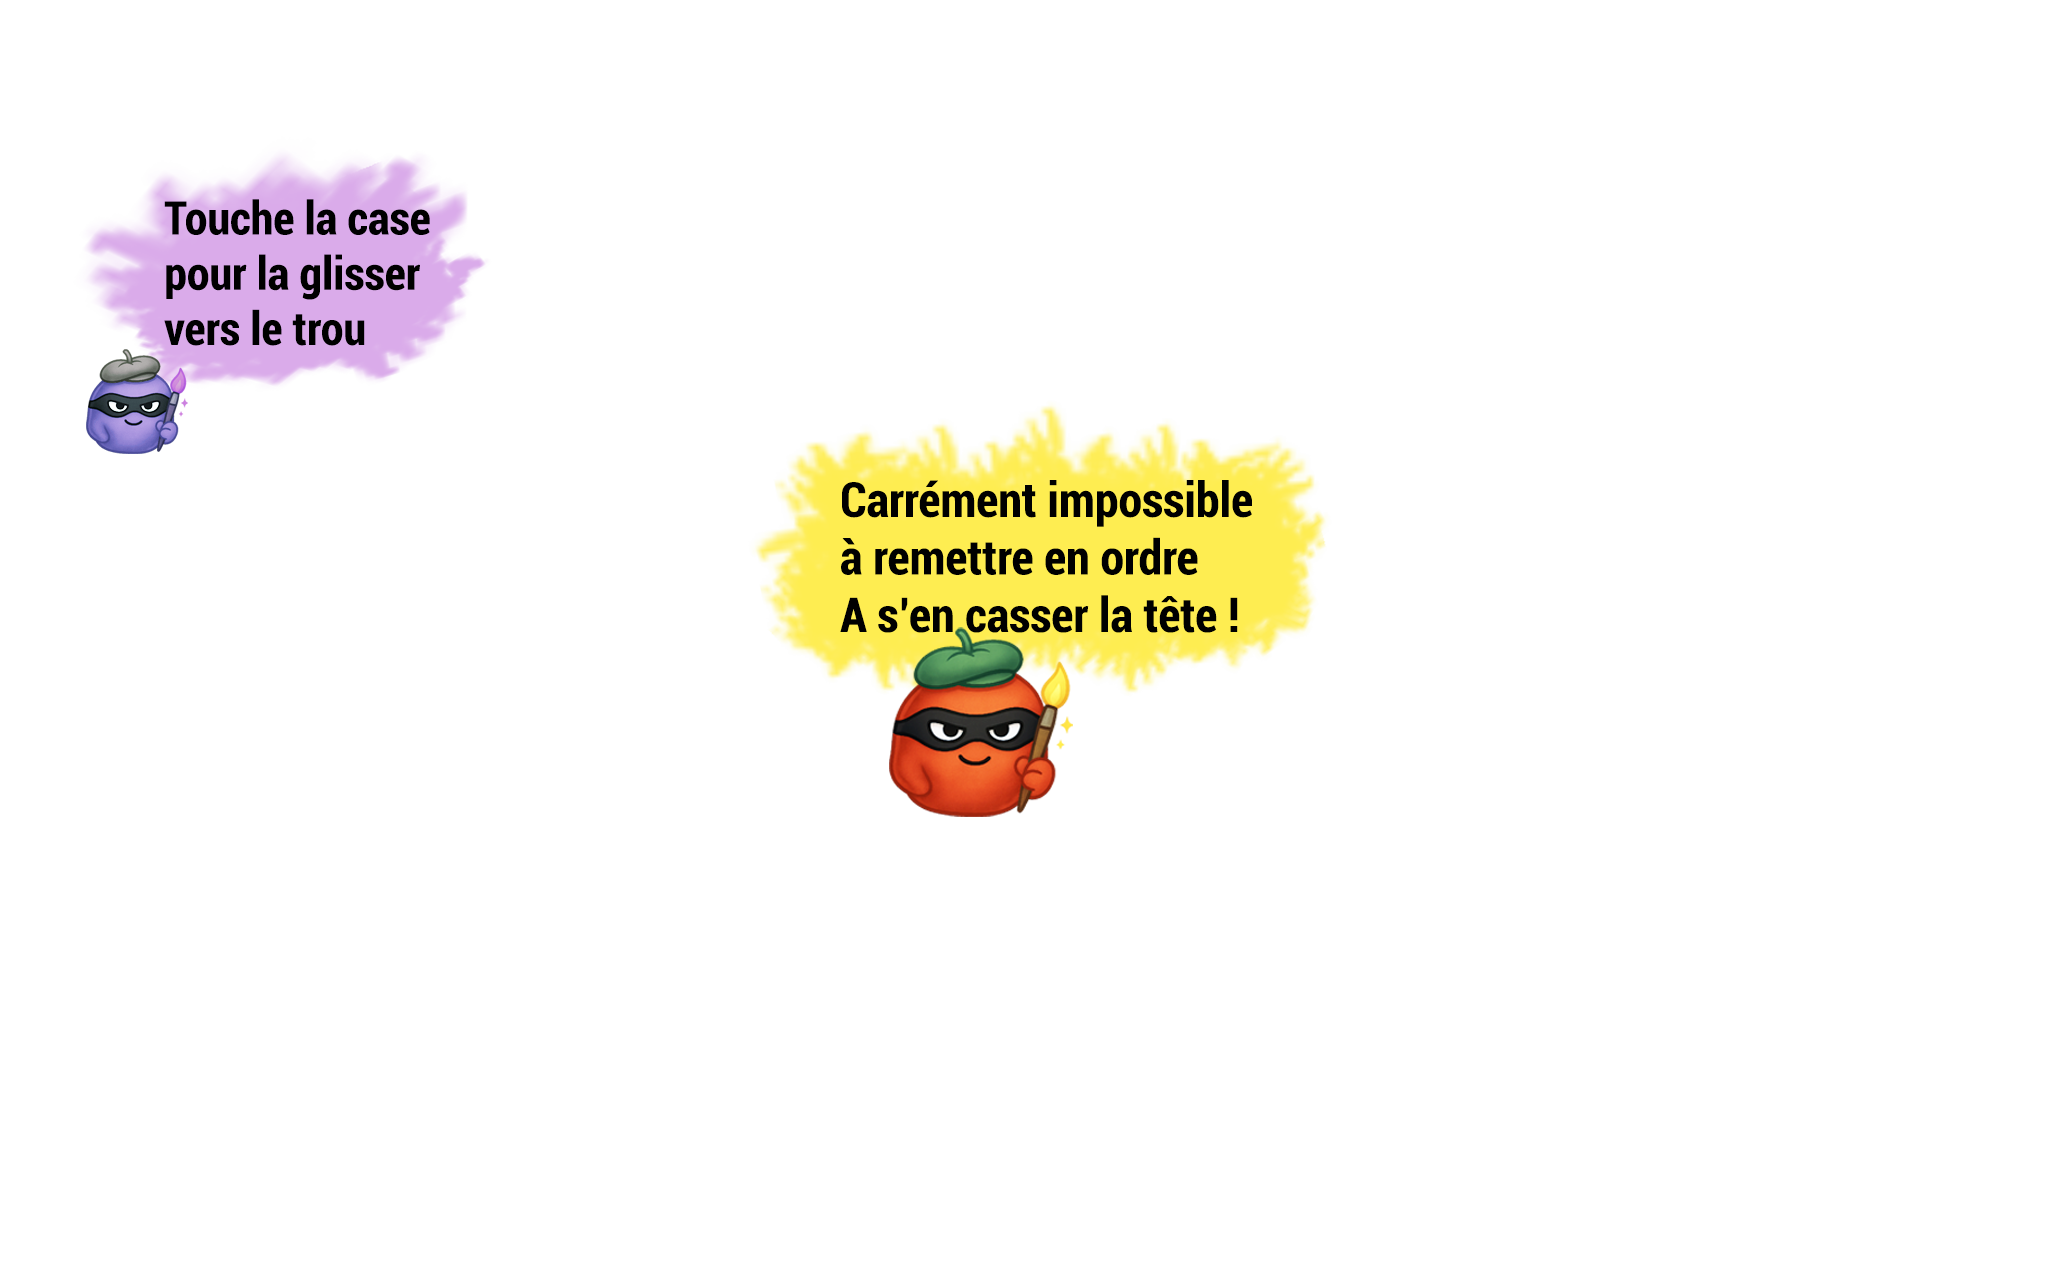 Touche la case
pour la glisser
vers le trou
Carrément impossible
à remettre en ordre
A s'en casser la tête !